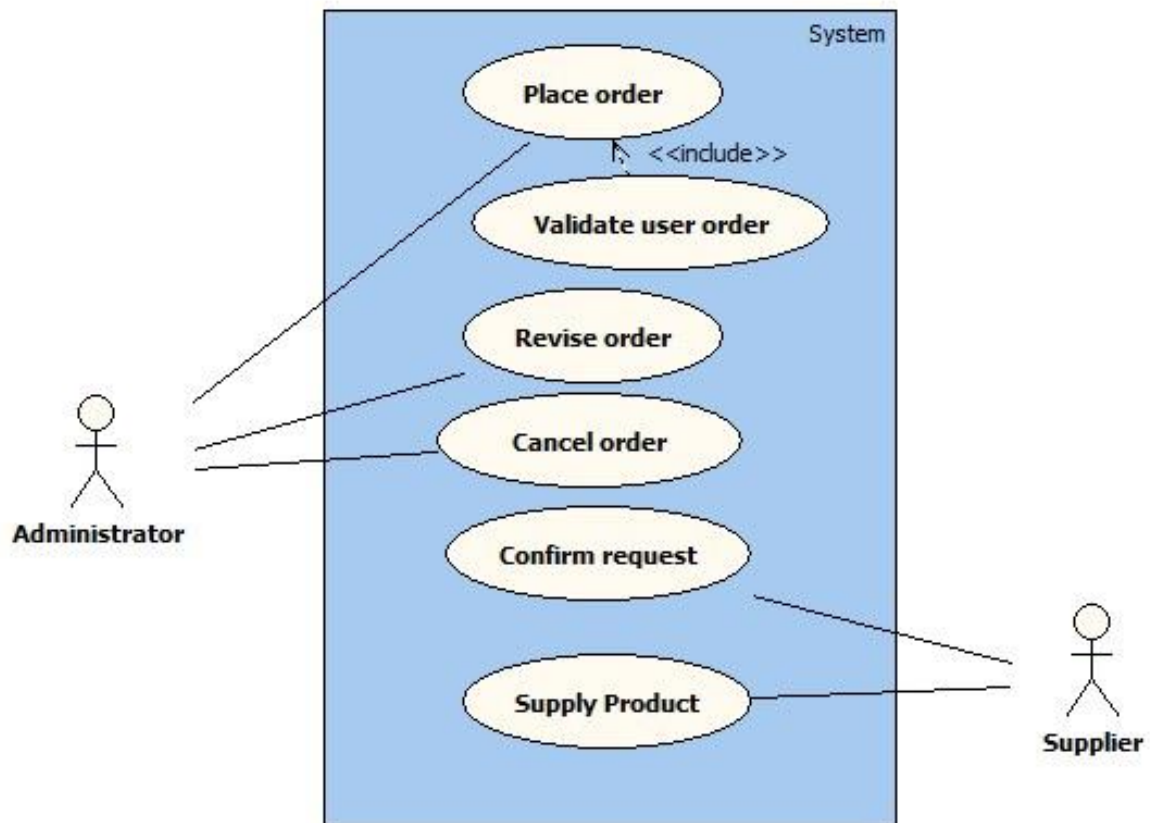 System
Place order
<<include>>
Validate user order
Revise order
Cancel order
Administrator
Confirm request
Supply Product
Supplier